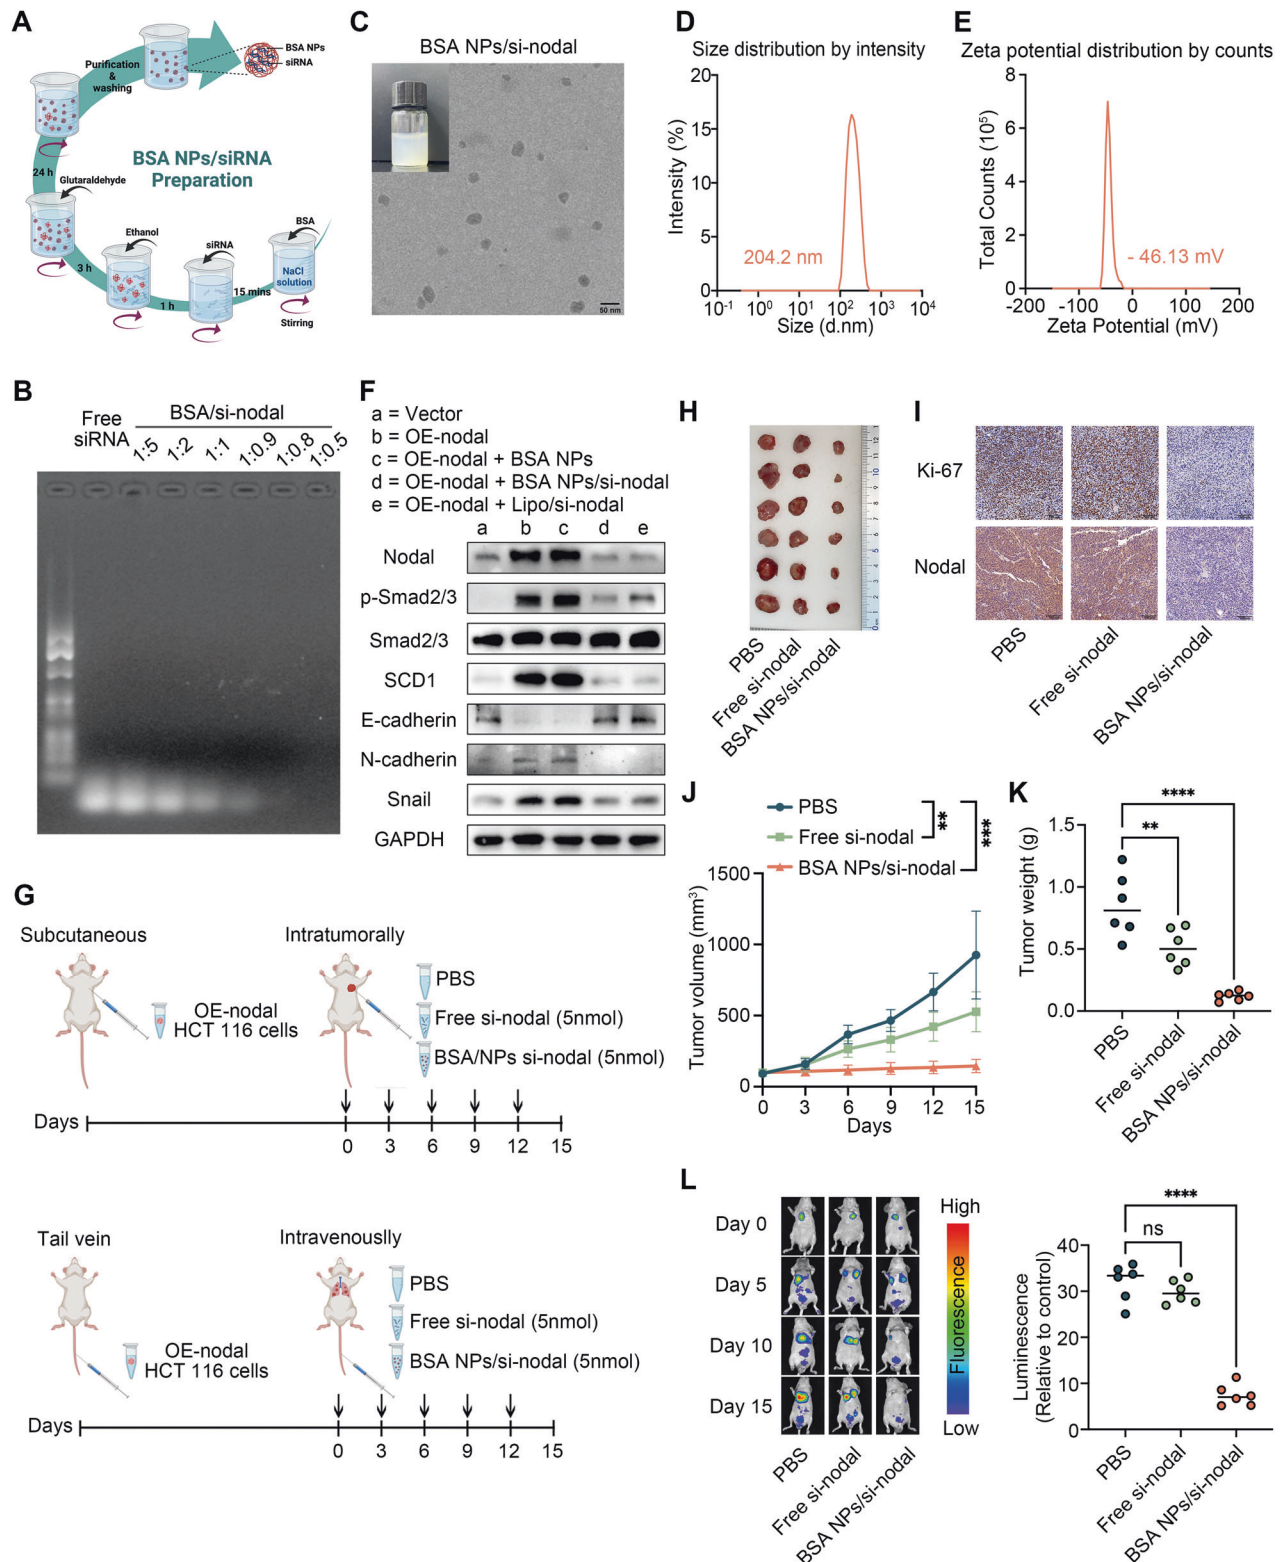 A
Purification
&
washing
BSA NPs
siRNA
24 h
Glutaraldehyde
BSA NPs/siRNA
Preparation
3 h
Ethanol
1 h
siRNA
15 mins
BSA
NaCl
solution
Stirring
B
Free
siRNA
BSA/si-nodal
1:5 1:2 1:1 1:0.9 1:0.8 1:0.5
C
BSA NPs/si-nodal
50 nm
D
Size distribution by intensity
Intensity (%)
20
15
10
5
0
204.2 nm
10-1 100 101 102 103 104
Size (d.nm)
E
Zeta potential distribution by counts
Total Counts (105)
8
6
4
2
0
- 46.13 mV
-200 -100 0 100 200
Zeta Potential (mV)
F
a = Vector
b = OE-nodal
c = OE-nodal + BSA NPs
d = OE-nodal + BSA NPs/si-nodal
e = OE-nodal + Lipo/si-nodal
a b c d e
Nodal
p-Smad2/3
Smad2/3
SCD1
E-cadherin
N-cadherin
Snail
GAPDH
G
Subcutaneous
OE-nodal
HCT 116 cells
Intratumorally
PBS
Free si-nodal (5nmol)
BSA/NPs si-nodal (5nmol)
Days
0 3 6 9 12 15
Tail vein
OE-nodal
HCT 116 cells
Intravenouslly
PBS
Free si-nodal (5nmol)
BSA NPs/si-nodal (5nmol)
Days
0 3 6 9 12 15
H
PBS
Free si-nodal
BSA NPs/si-nodal
I
Ki-67
Nodal
PBS
Free si-nodal
BSA NPs/si-nodal
J
PBS
Free si-nodal
BSA NPs/si-nodal
**
***
Tumor volume (mm3)
1500
1000
500
0
0 3 6 9 12 15
Days
K
****
**
Tumor weight (g)
1.5
1.0
0.5
0.0
PBS
Free si-nodal
BSA NPs/si-nodal
L
Day 0
Day 5
Day 10
Day 15
PBS
Free si-nodal
BSA NPs/si-nodal
High
Fluorescence
Low
****
ns
Luminescence
(Relative to control)
40
30
20
10
0
PBS
Free si-nodal
BSA NPs/si-nodal